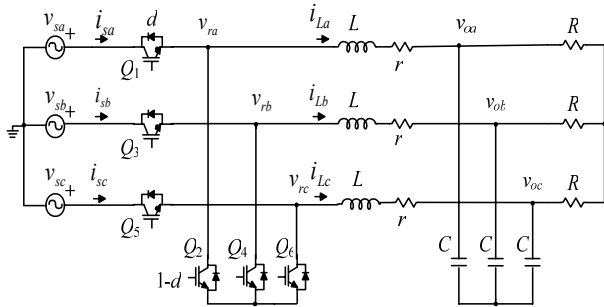 v_sa + i_sa d v_ra i_La L v_oa R
Q_1 r
v_sb + i_sb v_rb i_Lb L v_ob R
Q_3 r
v_sc + i_sc v_rc i_Lc L v_oc R
Q_5 r
Q_2 Q_4 Q_6 C C C
1-d